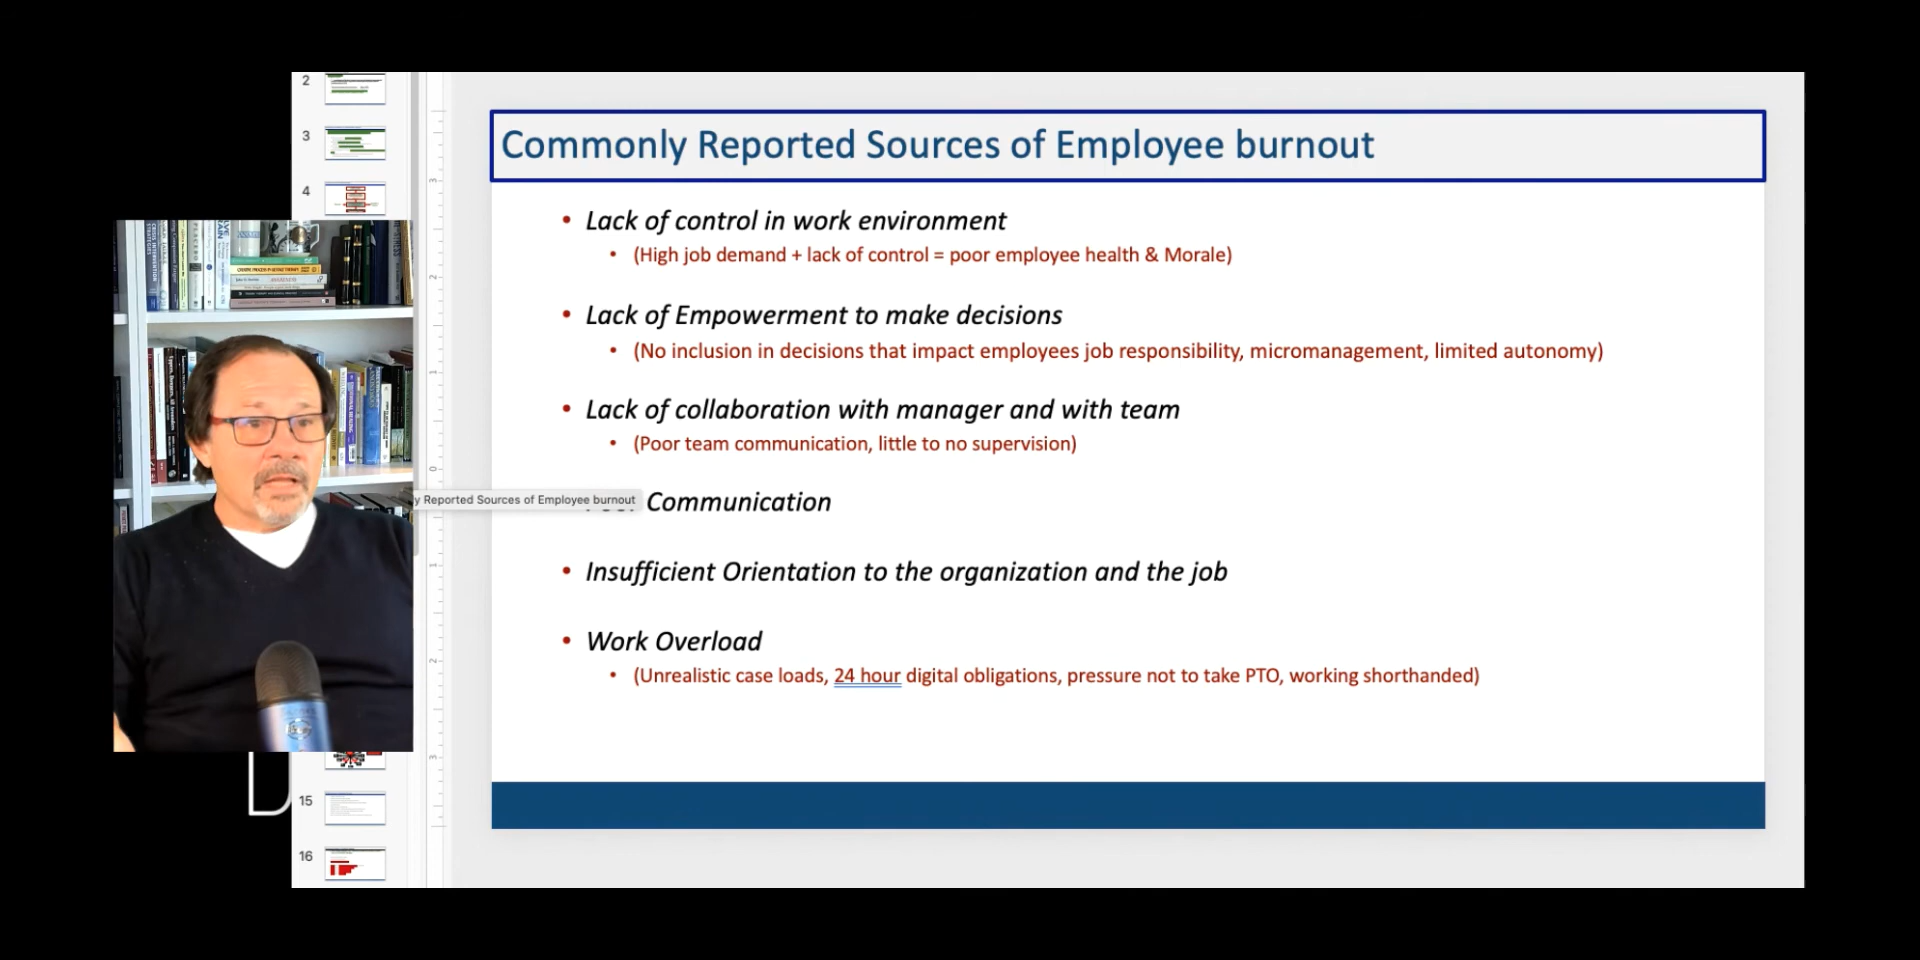 2
3
4
Commonly Reported Sources of Employee burnout
• Lack of control in work environment
• (High job demand + lack of control = poor employee health & Morale)
• Lack of Empowerment to make decisions
• (No inclusion in decisions that impact employees job responsibility, micromanagement, limited autonomy)
• Lack of collaboration with manager and with team
• (Poor team communication, little to no supervision)
y Reported Sources of Employee burnout
Communication
• Insufficient Orientation to the organization and the job
• Work Overload
• (Unrealistic case loads, 24 hour digital obligations, pressure not to take PTO, working shorthanded)
15
16